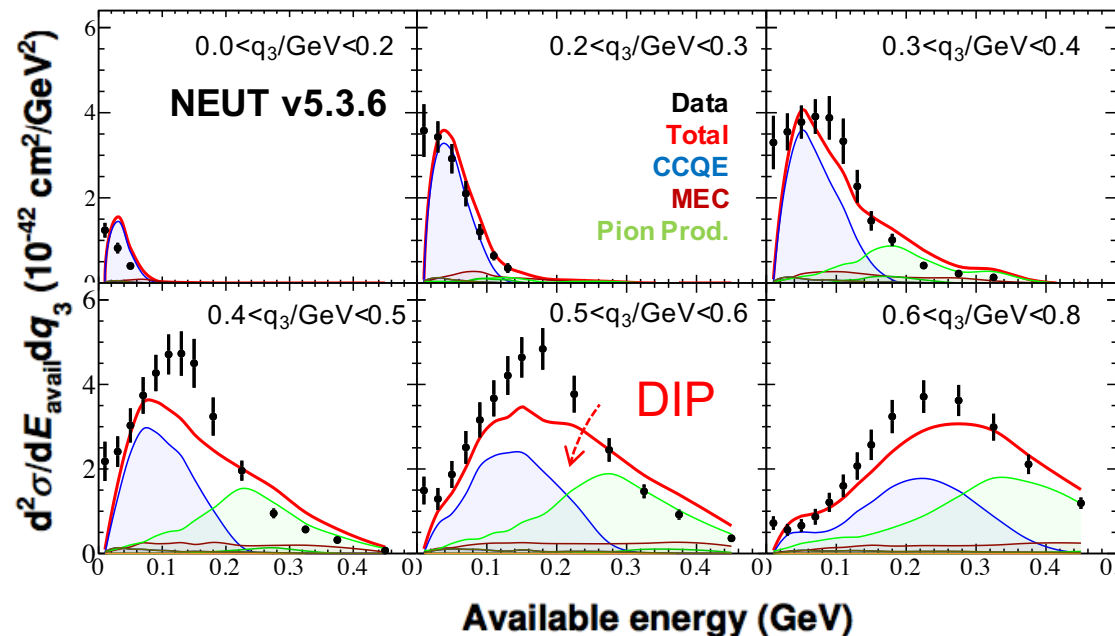 d²σ/dE_avail dq_3 (10⁻⁴² cm²/GeV²)
6
4
2
0
0.0<q₃/GeV<0.2
NEUT v5.3.6
0.2<q₃/GeV<0.3
Data
Total
CCQE
MEC
Pion Prod.
0.3<q₃/GeV<0.4
6
4
2
0
0.4<q₃/GeV<0.5
0.5<q₃/GeV<0.6
DIP
0.6<q₃/GeV<0.8
0 0.1 0.2 0.3 0.4 0.1 0.2 0.3 0.4 0.1 0.2 0.3 0.4
Available energy (GeV)